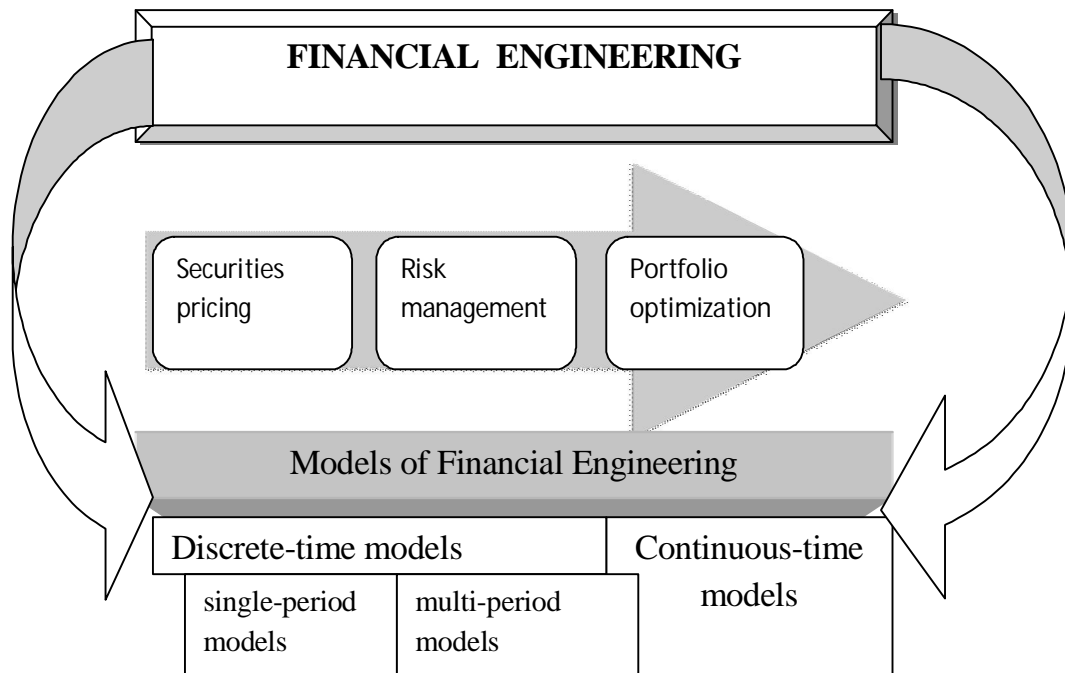 FINANCIAL ENGINEERING
Securities
pricing
Risk
management
Portfolio
optimization
Models of Financial Engineering
Discrete-time models
single-period
models
multi-period
models
Continuous-time
models